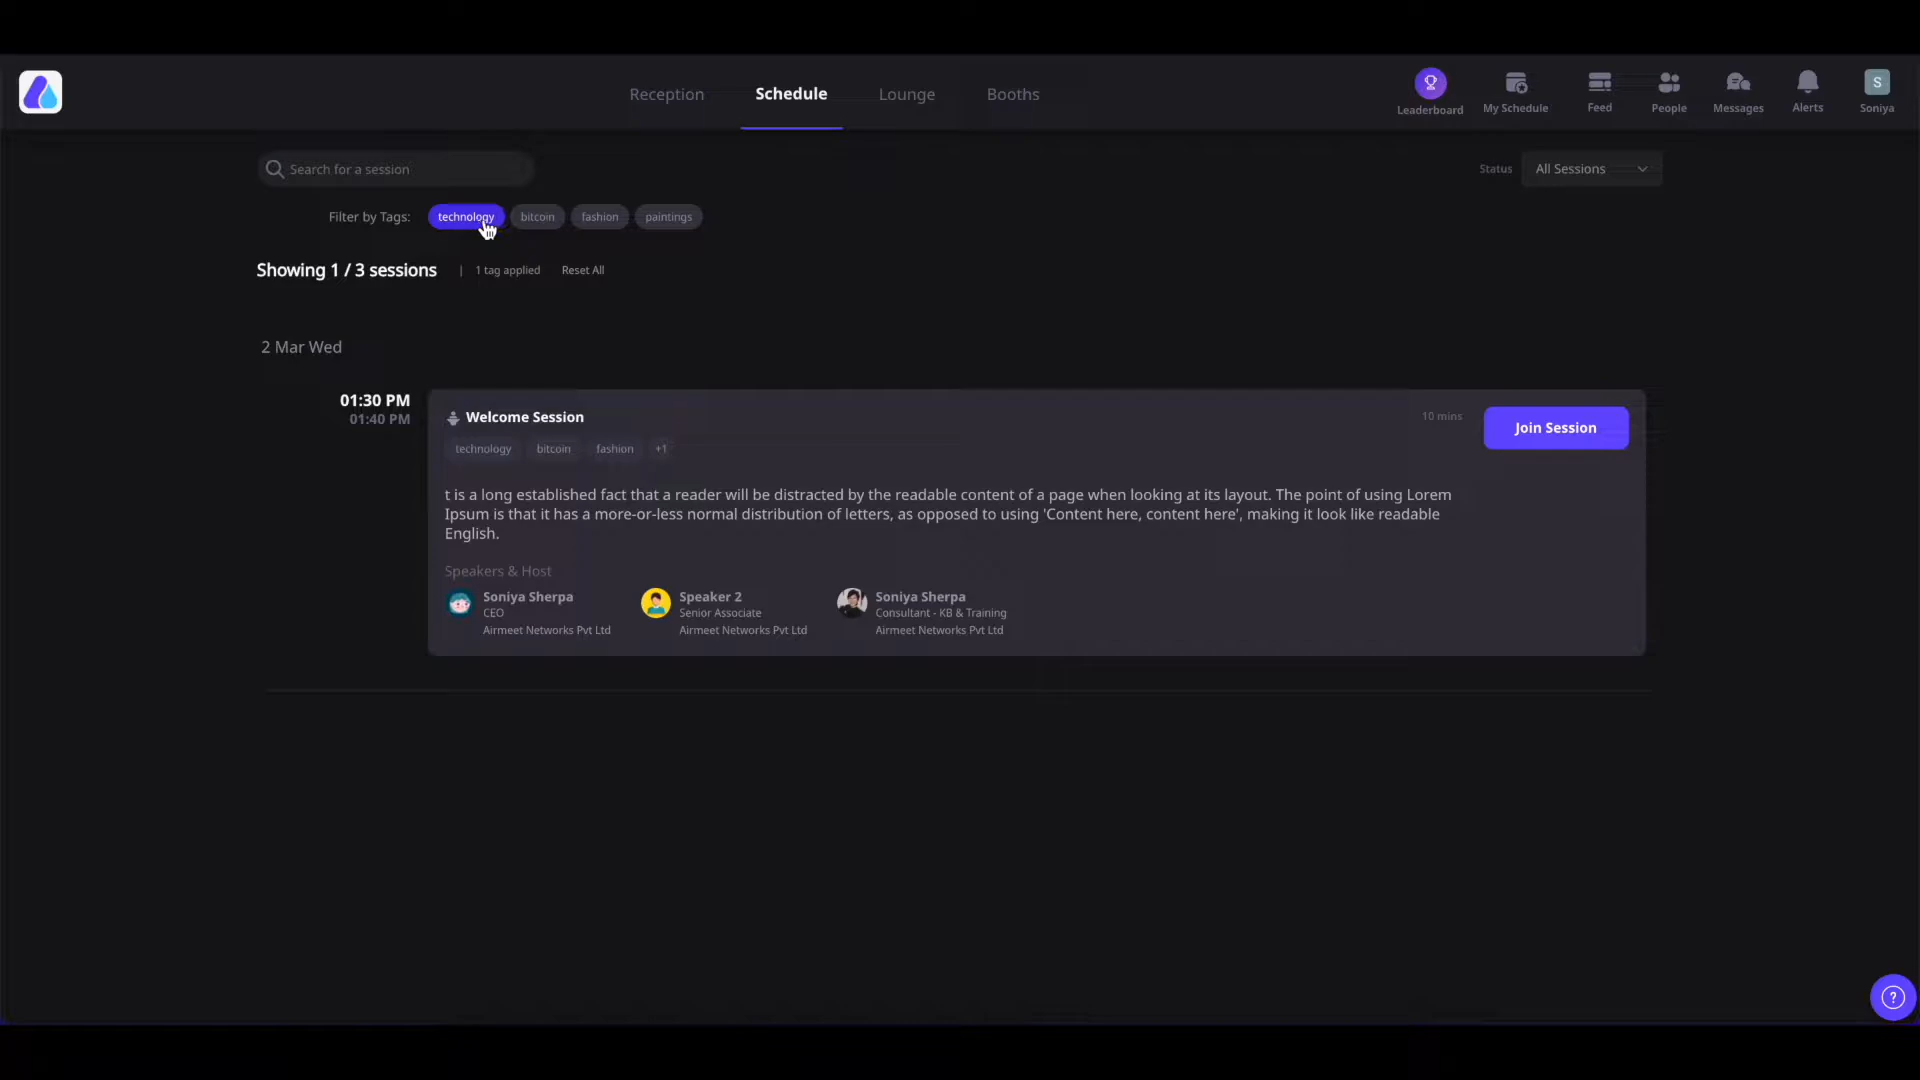 Reception
Schedule
Lounge
Booths
Leaderboard
My Schedule
Feed
People
Messages
Alerts
S
Soniya
Search for a session
Status
All Sessions
Filter by Tags:
technology
bitcoin
fashion
paintings
Showing 1 / 3 sessions
|
1 tag applied
Reset All
2 Mar Wed
01:30 PM
01:40 PM
Welcome Session
10 mins
Join Session
technology
bitcoin
fashion
+1
t is a long established fact that a reader will be distracted by the readable content of a page when looking at its layout. The point of using Lorem
Ipsum is that it has a more-or-less normal distribution of letters, as opposed to using 'Content here, content here', making it look like readable
English.
Speakers & Host
Soniya Sherpa
CEO
Airmeet Networks Pvt Ltd
Speaker 2
Senior Associate
Airmeet Networks Pvt Ltd
Soniya Sherpa
Consultant - KB & Training
Airmeet Networks Pvt Ltd
?